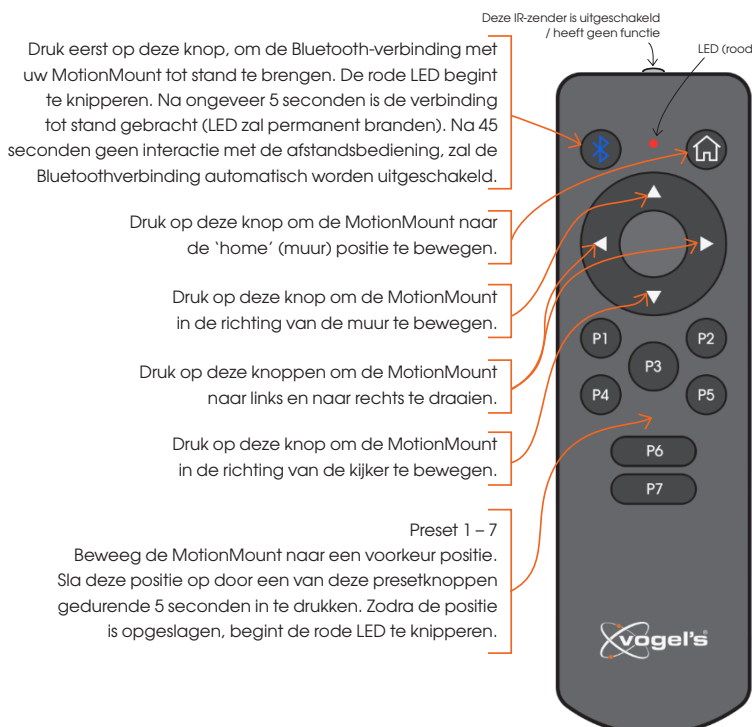 Deze IR-zender is uitgeschakeld
/ heeft geen functie
LED (rood
Druk eerst op deze knop, om de Bluetooth-verbinding met
uw MotionMount tot stand te brengen. De rode LED begint
te knipperen. Na ongeveer 5 seconden is de verbinding
tot stand gebracht (LED zal permanent branden). Na 45
seconden geen interactie met de afstandsbediening, zal de
Bluetoothverbinding automatisch worden uitgeschakeld.
Druk op deze knop om de MotionMount naar
de ‘home’ (muur) positie te bewegen.
Druk op deze knop om de MotionMount
in de richting van de muur te bewegen.
Druk op deze knoppen om de MotionMount
naar links en naar rechts te draaien.
Druk op deze knop om de MotionMount
in de richting van de kijker te bewegen.
Preset 1 – 7
Beweeg de MotionMount naar een voorkeur positie.
Sla deze positie op door een van deze presetknoppen
gedurende 5 seconden in te drukken. Zodra de positie
is opgeslagen, begint de rode LED te knipperen.
P1
P2
P3
P4
P5
P6
P7
vogel's